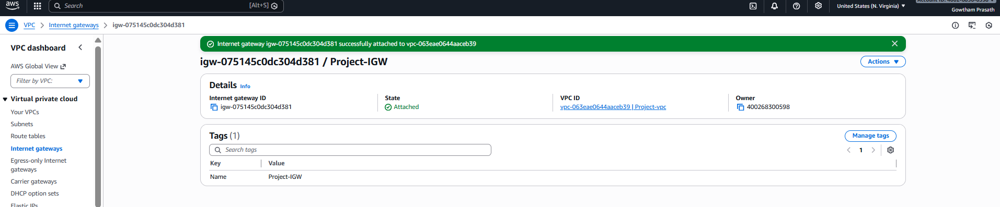 aws
Search
[Alt+S]
United States (N. Virginia)
Gowtham Prasath
VPC
Internet gateways
igw-075145c0dc304d381
VPC dashboard
AWS Global View
Filter by VPC:
Virtual private cloud
Your VPCs
Subnets
Route tables
Internet gateways
Egress-only Internet
gateways
Carrier gateways
DHCP option sets
Elastic IPs
Internet gateway igw-075145c0dc304d381 successfully attached to vpc-063eae0644aaceb39
igw-075145c0dc304d381 / Project-IGW
Actions
Details Info
Internet gateway ID
igw-075145c0dc304d381
State
Attached
VPC ID
vpc-063eae0644aaceb39 | Project-vpc
Owner
400268300598
Tags (1)
Manage tags
Search tags
1
Key Value
Name Project-IGW